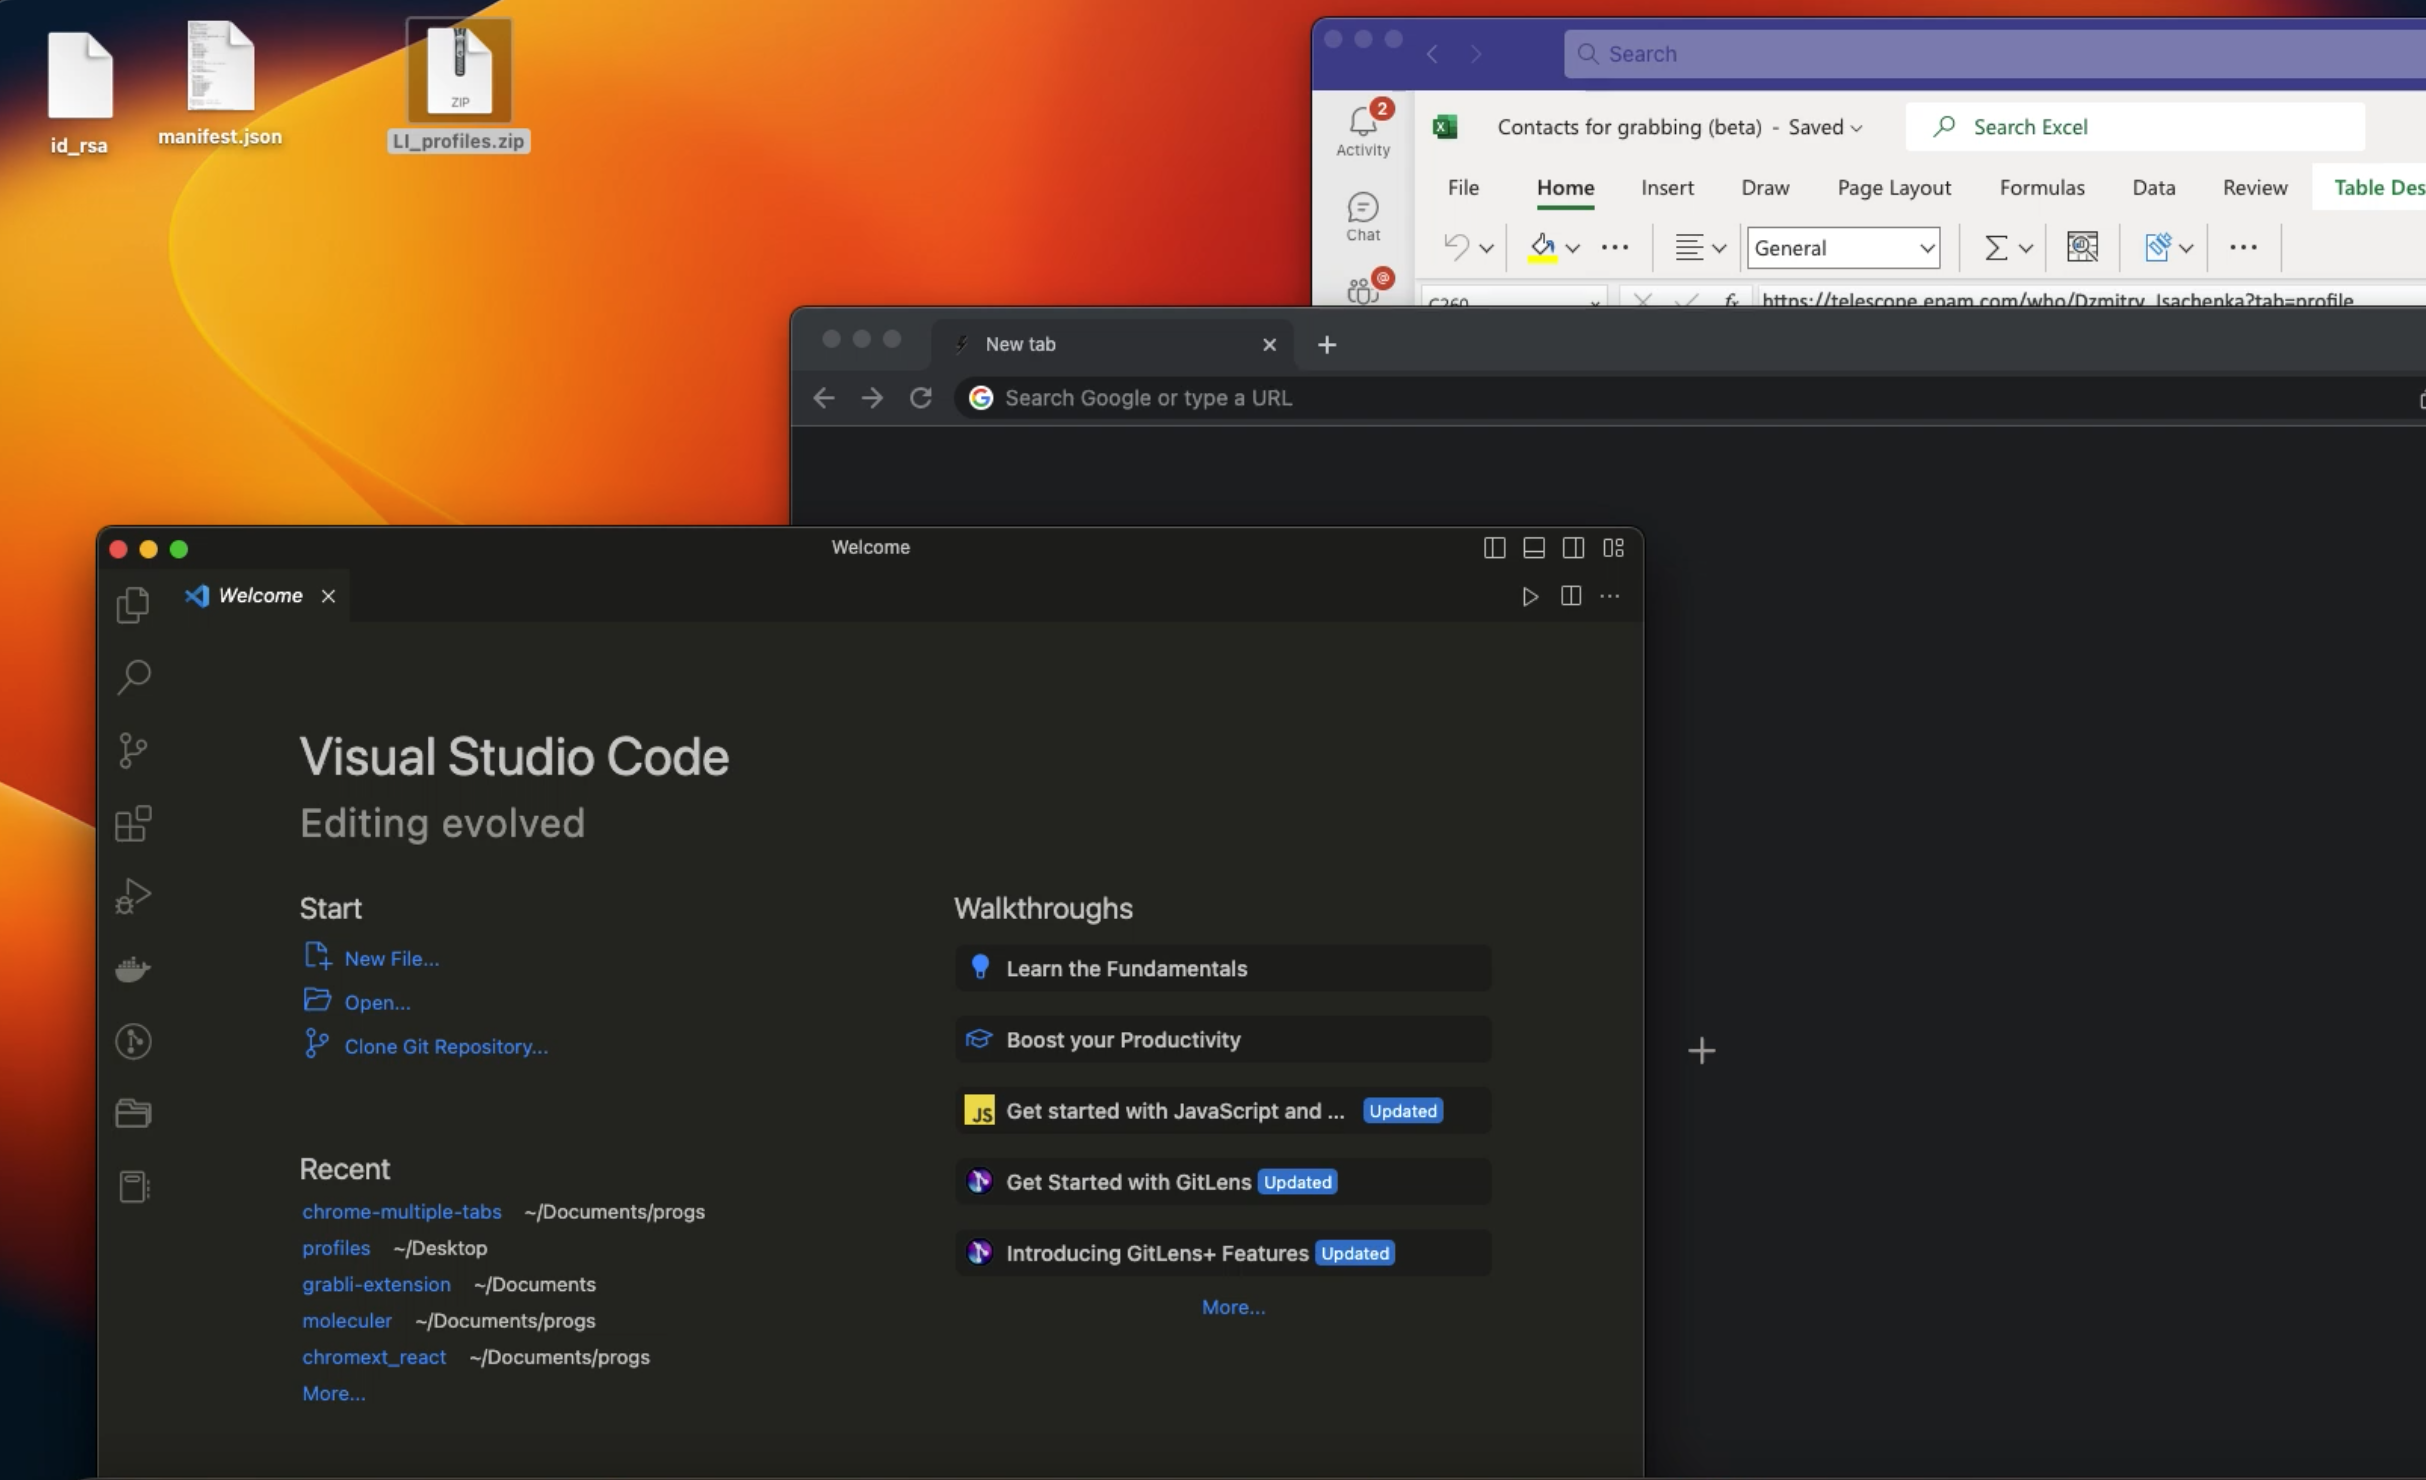 id_rsa
manifest.json
ZIP
LI_profiles.zip
Search
2
Activity
Contacts for grabbing (beta) - Saved
Search Excel
File Home Insert Draw Page Layout Formulas Data Review Table Des
Chat
General
@
C260
fx https://telescope.epam.com/who/Dzmitry_Isachenka?tab=profile
New tab
Search Google or type a URL
Welcome
Welcome
Visual Studio Code
Editing evolved
Start
New File...
Open...
Clone Git Repository...
Recent
chrome-multiple-tabs ~/Documents/progs
profiles ~/Desktop
grabli-extension ~/Documents
moleculer ~/Documents/progs
chromext_react ~/Documents/progs
More...
Walkthroughs
Learn the Fundamentals
Boost your Productivity
JS Get started with JavaScript and ... Updated
Get Started with GitLens Updated
Introducing GitLens+ Features Updated
More...